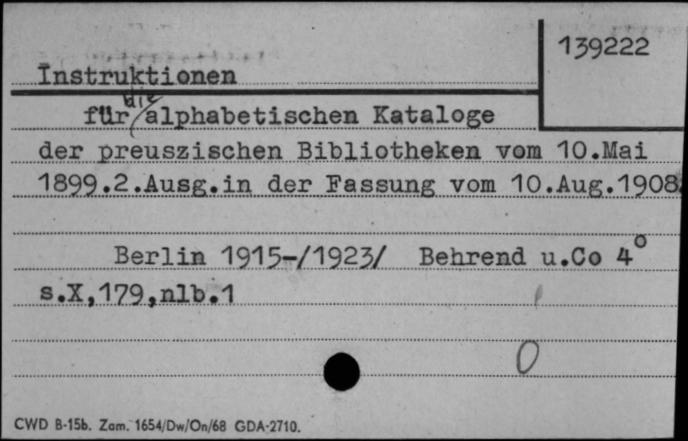 139222
Instruktionen
die
für/alphabetischen Kataloge
der preuszischen Bibliotheken vom 10.Mai
1899.2.Ausg.in der Fassung vom 10.Aug.1908.
Berlin 1915-/1923/ Behrend u.Co 4°
s.X,179,nlb.1
0
CWD B-15b. Zam. 1654/Dw/On/68 GDA-2710.